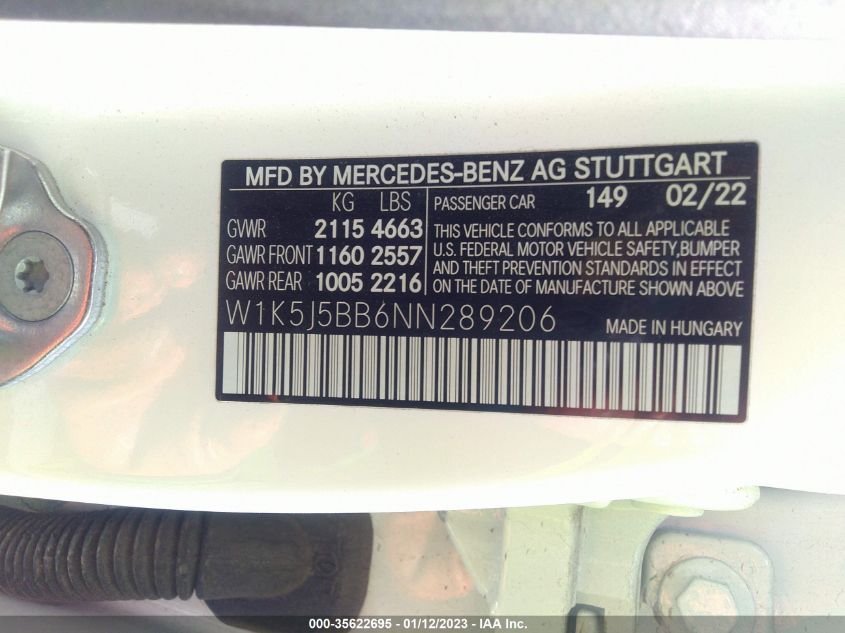 MFD BY MERCEDES-BENZ AG STUTTGART
KG LBS PASSENGER CAR 149 02/22
GVWR 2115 4663
GAWR FRONT 1160 2557
GAWR REAR 1005 2216
THIS VEHICLE CONFORMS TO ALL APPLICABLE
U.S. FEDERAL MOTOR VEHICLE SAFETY,BUMPER
AND THEFT PREVENTION STANDARDS IN EFFECT
ON THE DATE OF MANUFACTURE SHOWN ABOVE
W1K5J5BB6NN289206 MADE IN HUNGARY
000-35622695 - 01/12/2023 - IAA Inc.